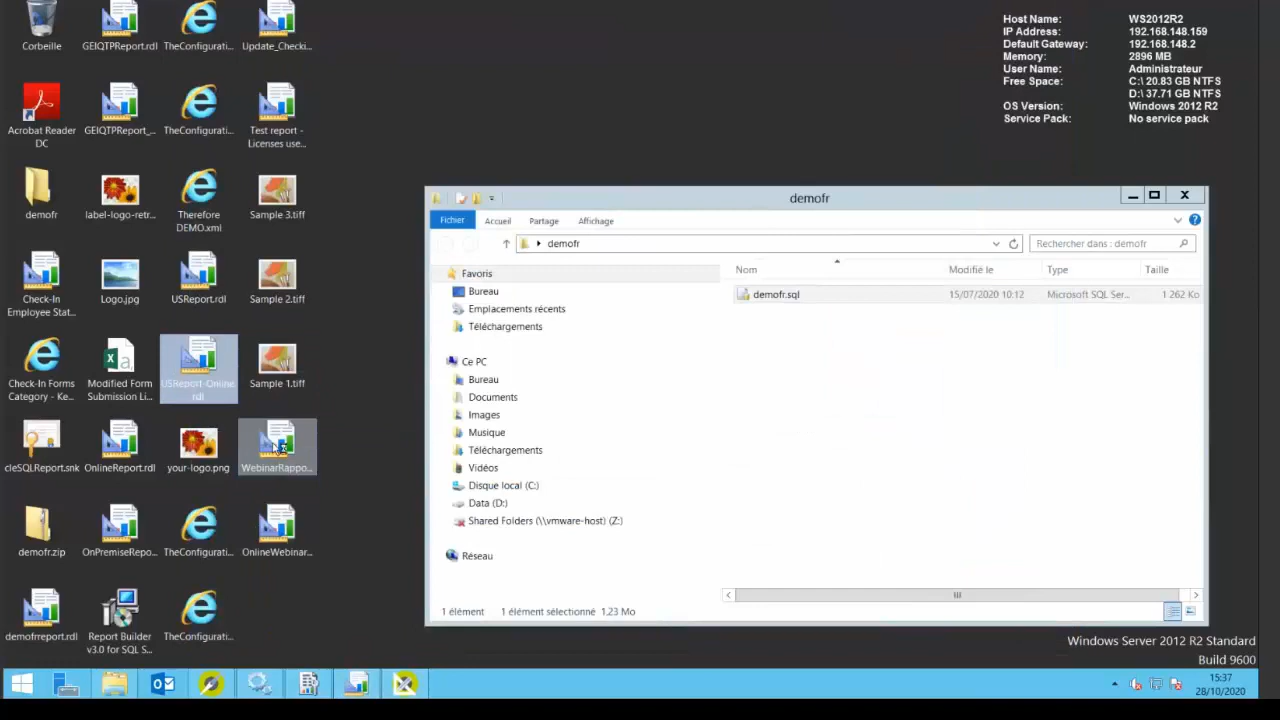 Corbeille
GEIQTPReport.rdl
TheConfigurati...
Update_Checki...
Acrobat Reader
DC
GEIQTPReport_...
TheConfigurati...
Test report -
Licenses use...
demofr
label-logo-retr...
Therefore
DEMO.xml
Sample 3.tiff
Check-In
Employee Stat...
Logo.jpg
USReport.rdl
Sample 2.tiff
Check-In Forms
Category - Ke...
Modified Form
Submission Li...
USReport-Online.
rdl
Sample 1.tiff
cleSQLReport.snk
OnlineReport.rdl
your-logo.png
WebinarRappo...
demofr.zip
OnPremiseRepo...
TheConfigurati...
OnlineWebinar...
demofrreport.rdl
Report Builder
v3.0 for SQL S...
TheConfigurati...
Host Name: WS2012R2
IP Address: 192.168.148.159
Default Gateway: 192.168.148.2
Memory: 2896 MB
User Name: Administrateur
Free Space: C:\ 20.83 GB NTFS
D:\ 37.71 GB NTFS
OS Version: Windows 2012 R2
Service Pack: No service pack
demofr
Fichier Accueil Partage Affichage
demofr
Rechercher dans : demofr
Favoris
Bureau
Emplacements récents
Téléchargements
Ce PC
Bureau
Documents
Images
Musique
Téléchargements
Vidéos
Disque local (C:)
Data (D:)
Shared Folders (\\vmware-host) (Z:)
Réseau
Nom Modifié le Type Taille
demofr.sql 15/07/2020 10:12 Microsoft SQL Ser... 1 262 Ko
1 élément 1 élément sélectionné 1,23 Mo
Windows Server 2012 R2 Standard
Build 9600
15:37
28/10/2020